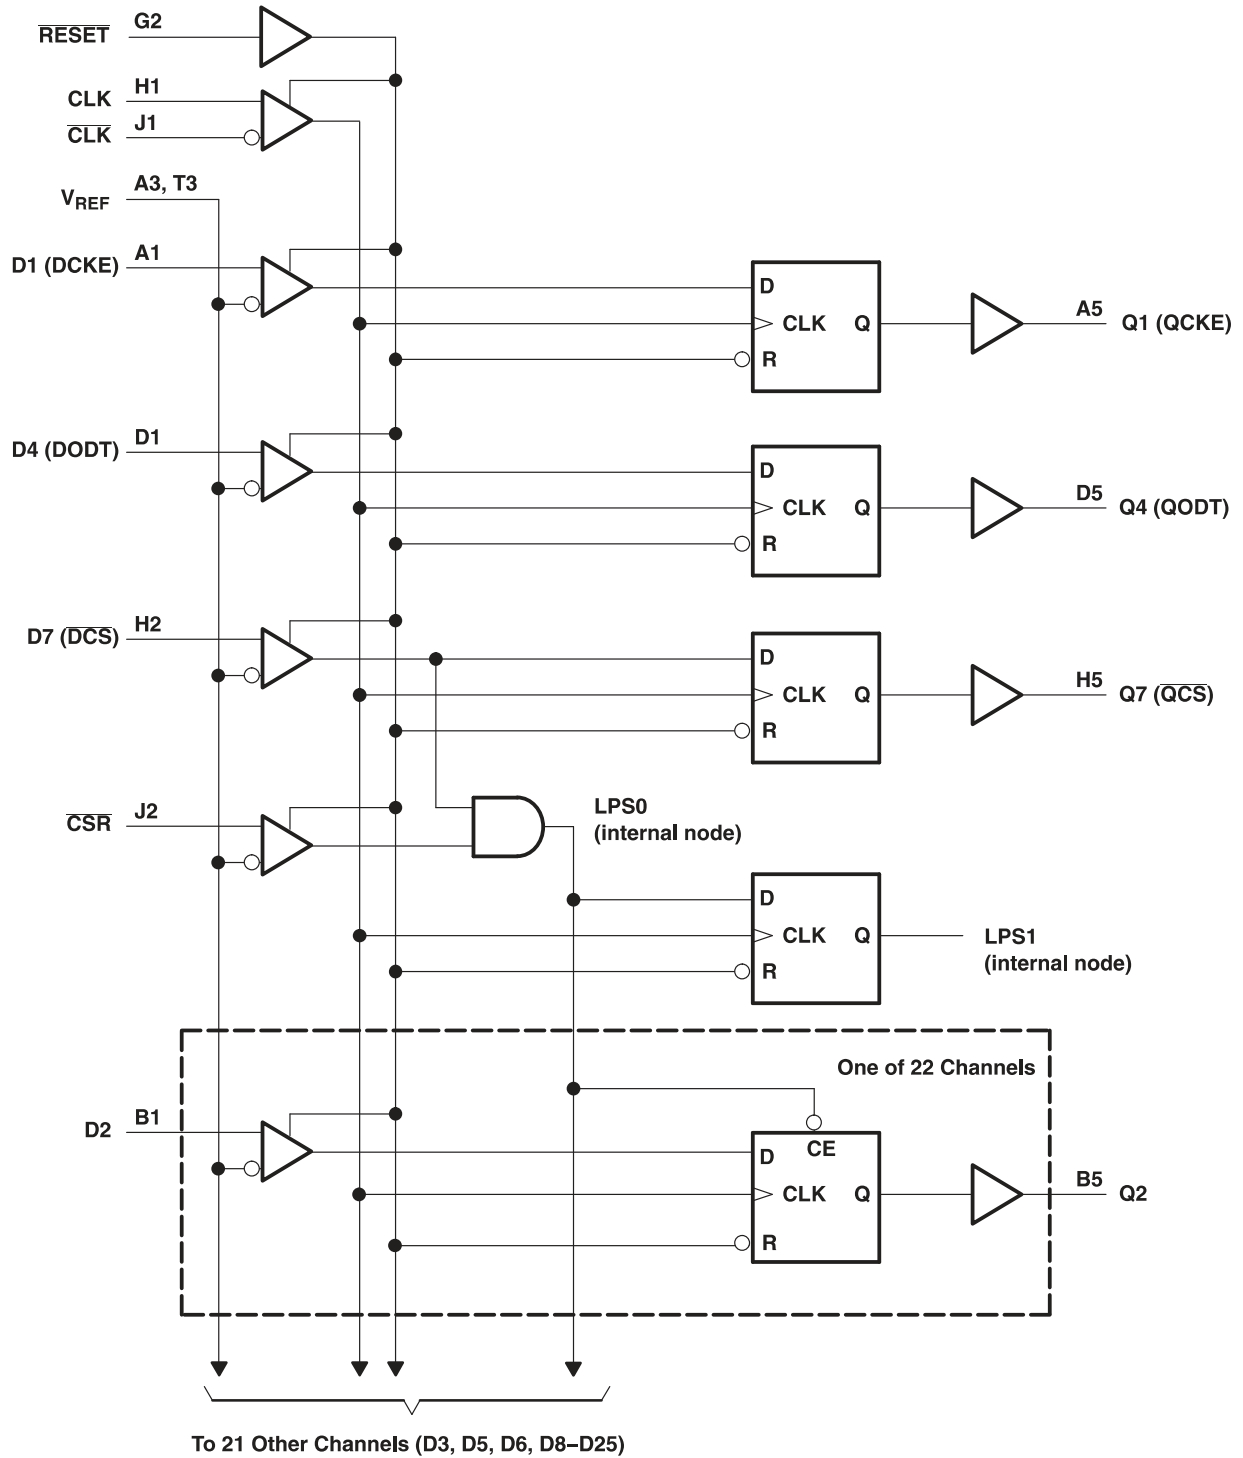 RESET G2
CLK H1
CLK J1
VREF A3, T3
D1 (DCKE) A1
D
CLK Q
R
A5 Q1 (QCKE)
D4 (DODT) D1
D
CLK Q
R
D5 Q4 (QODT)
D7 (DCS) H2
D
CLK Q
R
H5 Q7 (QCS)
CSR J2
LPS0
(internal node)
D
CLK Q
R
LPS1
(internal node)
One of 22 Channels
D2 B1
CE
D
CLK Q
R
B5 Q2
To 21 Other Channels (D3, D5, D6, D8–D25)